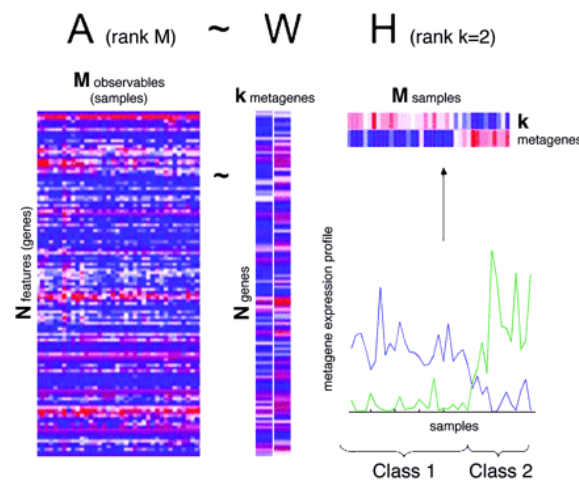 A (rank M) ~ W H (rank k=2)
M observables
(samples)
k metagenes
M samples
k
metagenes
~
N features (genes)
N genes
metagene expression profile
samples
Class 1 Class 2